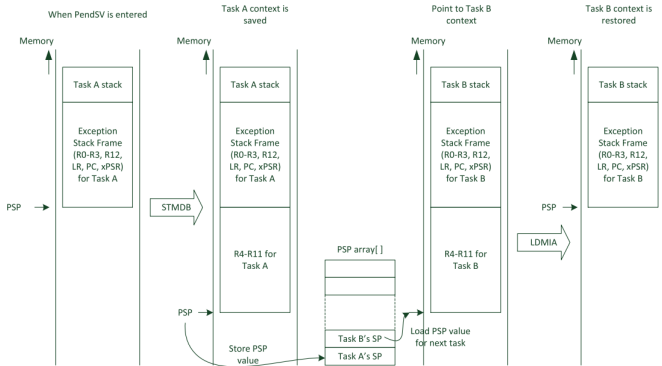 When PendSV is entered
Task A context is
saved
Point to Task B
context
Task B context is
restored
Memory
Memory
Memory
Memory
Task A stack
Task A stack
Task B stack
Task B stack
Exception
Stack Frame
(R0-R3, R12,
LR, PC, xPSR)
for Task A
Exception
Stack Frame
(R0-R3, R12,
LR, PC, xPSR)
for Task A
Exception
Stack Frame
(R0-R3, R12,
LR, PC, xPSR)
for Task B
Exception
Stack Frame
(R0-R3, R12,
LR, PC, xPSR)
for Task B
PSP
STMDB
PSP
LDMIA
R4-R11 for
Task A
PSP array[ ]
R4-R11 for
Task B
PSP
Task B's SP
Task A's SP
Load PSP value
for next task
Store PSP
value